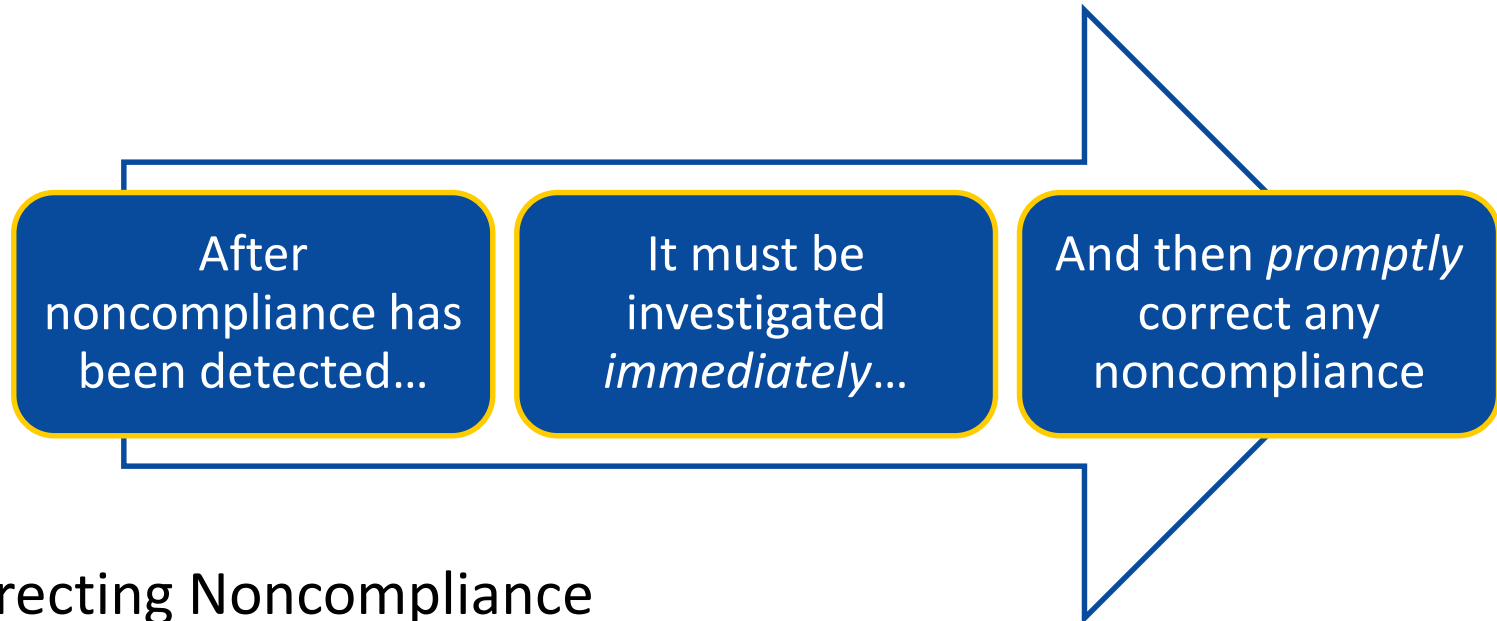 After
noncompliance has
been detected…
It must be
investigated
immediately…
And then promptly
correct any
noncompliance
recting Noncompliance